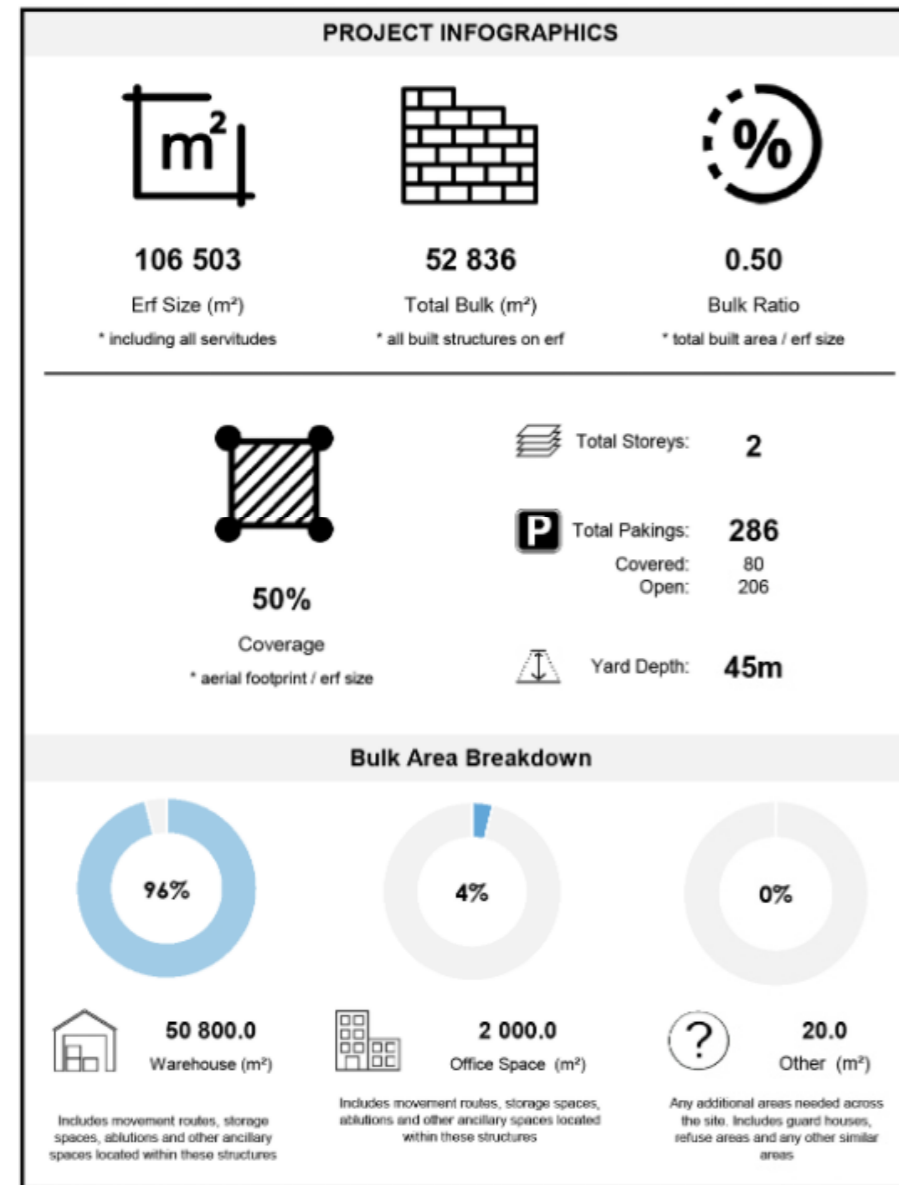 PROJECT INFOGRAPHICS
m²
%
106 503
52 836
0.50
Erf Size (m²)
Total Bulk (m²)
Bulk Ratio
* including all servitudes
* all built structures on erf
* total built area / erf size
Total Storeys: 2
P Total Pakings: 286
Covered: 80
Open: 206
50%
Coverage
* aerial footprint / erf size
Yard Depth: 45m
Bulk Area Breakdown
96%
4%
0%
50 800.0
Warehouse (m²)
Includes movement routes, storage
spaces, ablutions and other ancillary
spaces located within these structures
2 000.0
Office Space (m²)
Includes movement routes, storage spaces,
ablutions and other ancillary spaces located
within these structures
?
20.0
Other (m²)
Any additional areas needed across
the site. Includes guard houses,
refuse areas and any other similar
areas